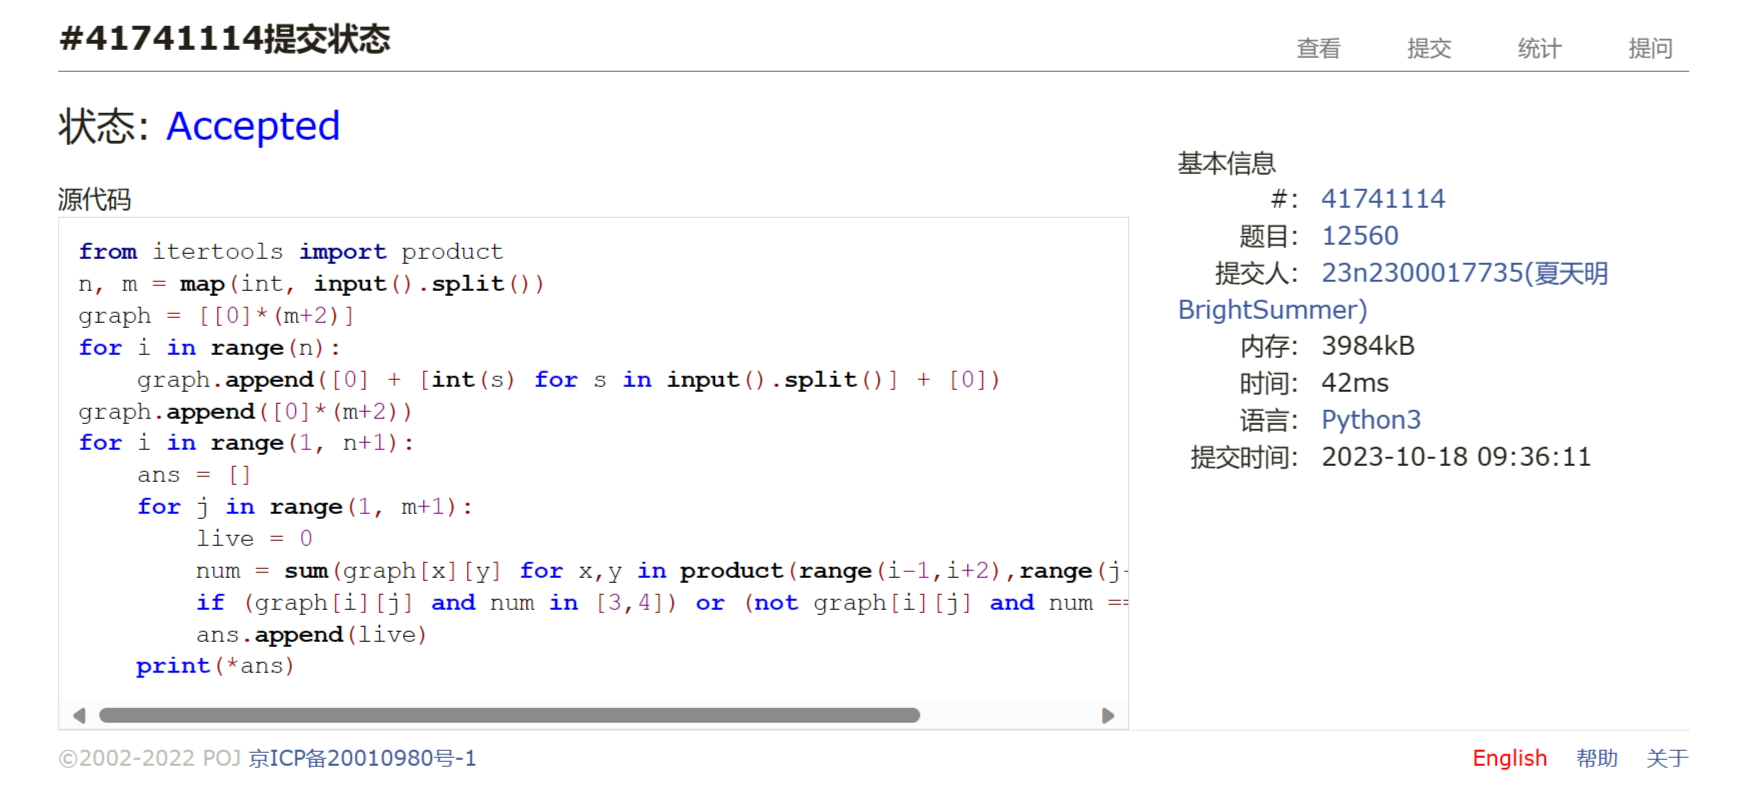 #41741114提交状态
查看 提交 统计 提问
状态: Accepted
源代码
from itertools import product
n, m = map(int, input().split())
graph = [[0]*(m+2)]
for i in range(n):
    graph.append([0] + [int(s) for s in input().split()] + [0])
graph.append([0]*(m+2))
for i in range(1, n+1):
    ans = []
    for j in range(1, m+1):
        live = 0
        num = sum(graph[x][y] for x,y in product(range(i-1,i+2),range(j-
        if (graph[i][j] and num in [3,4]) or (not graph[i][j] and num ==
        ans.append(live)
    print(*ans)
基本信息
#: 41741114
题目: 12560
提交人: 23n2300017735(夏天明
BrightSummer)
内存: 3984kB
时间: 42ms
语言: Python3
提交时间: 2023-10-18 09:36:11
©2002-2022 POJ 京ICP备20010980号-1
English 帮助 关于